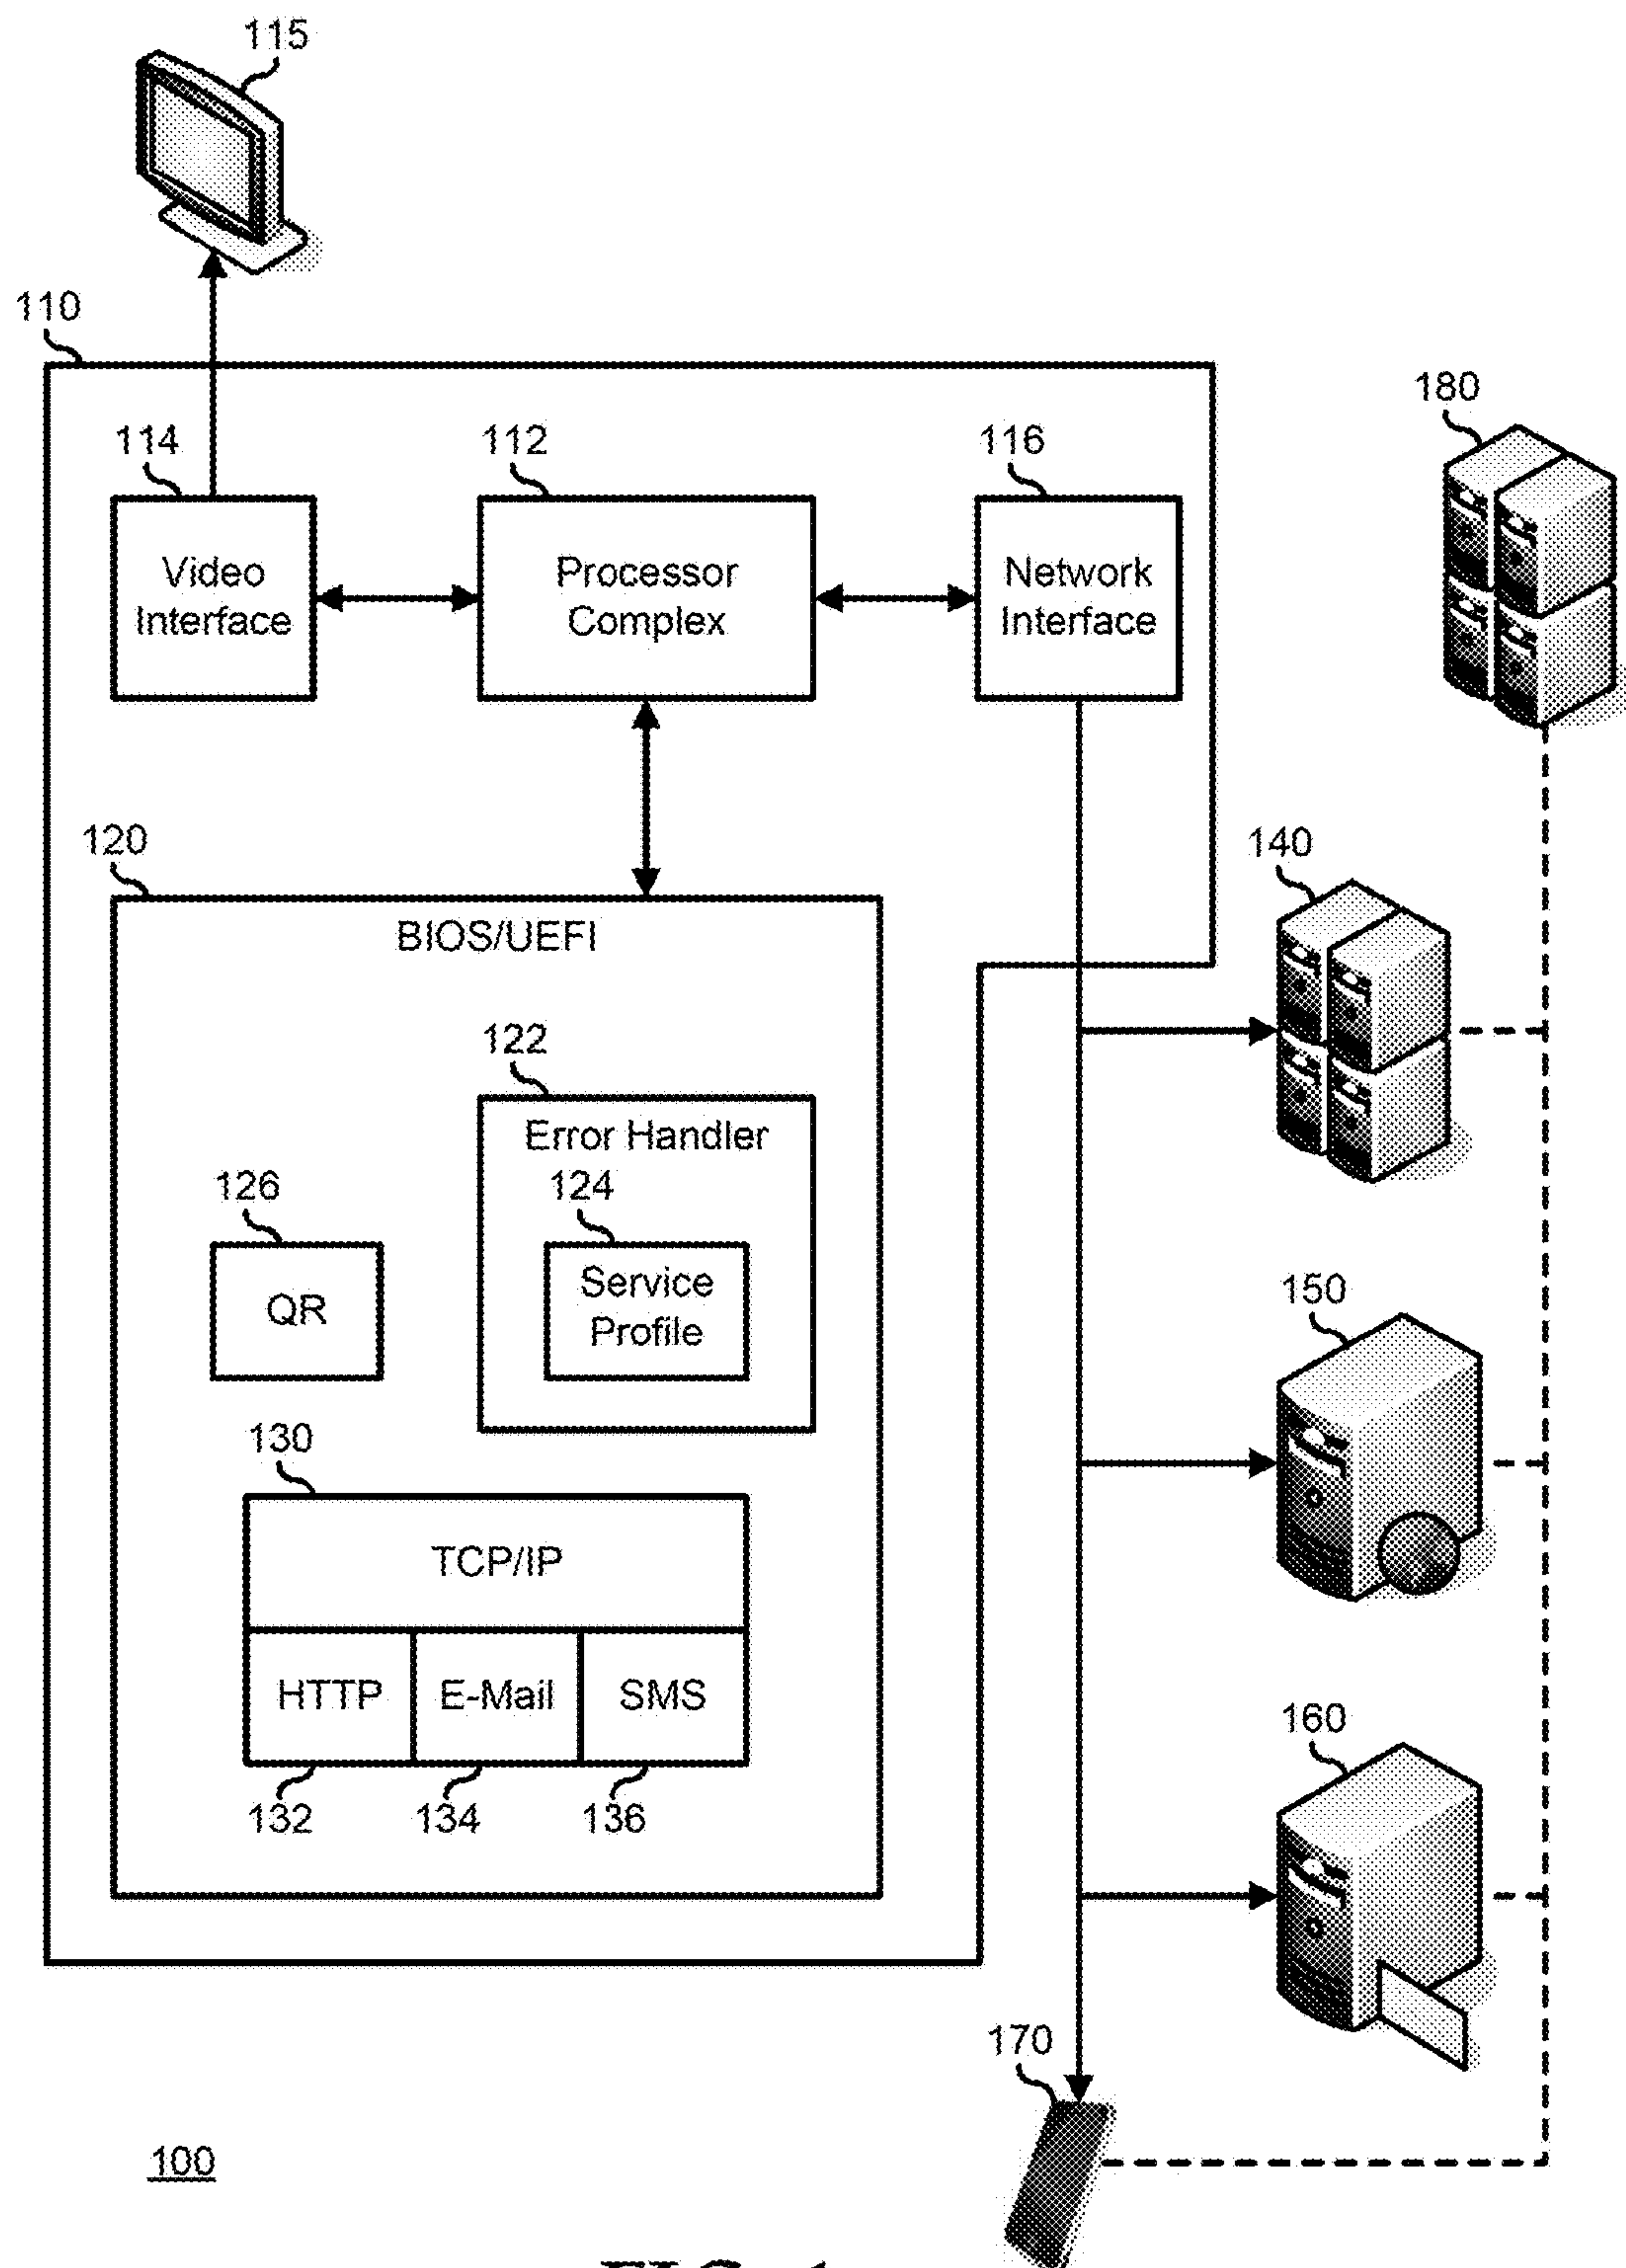 115
110
180
114
112
116
Video
Interface
Processor
Complex
Network
Interface
120
140
BIOS/UEFI
122
Error Handler
126
124
QR
Service
Profile
150
130
TCP/IP
HTTP
E-Mail
SMS
160
132
134
136
170
100